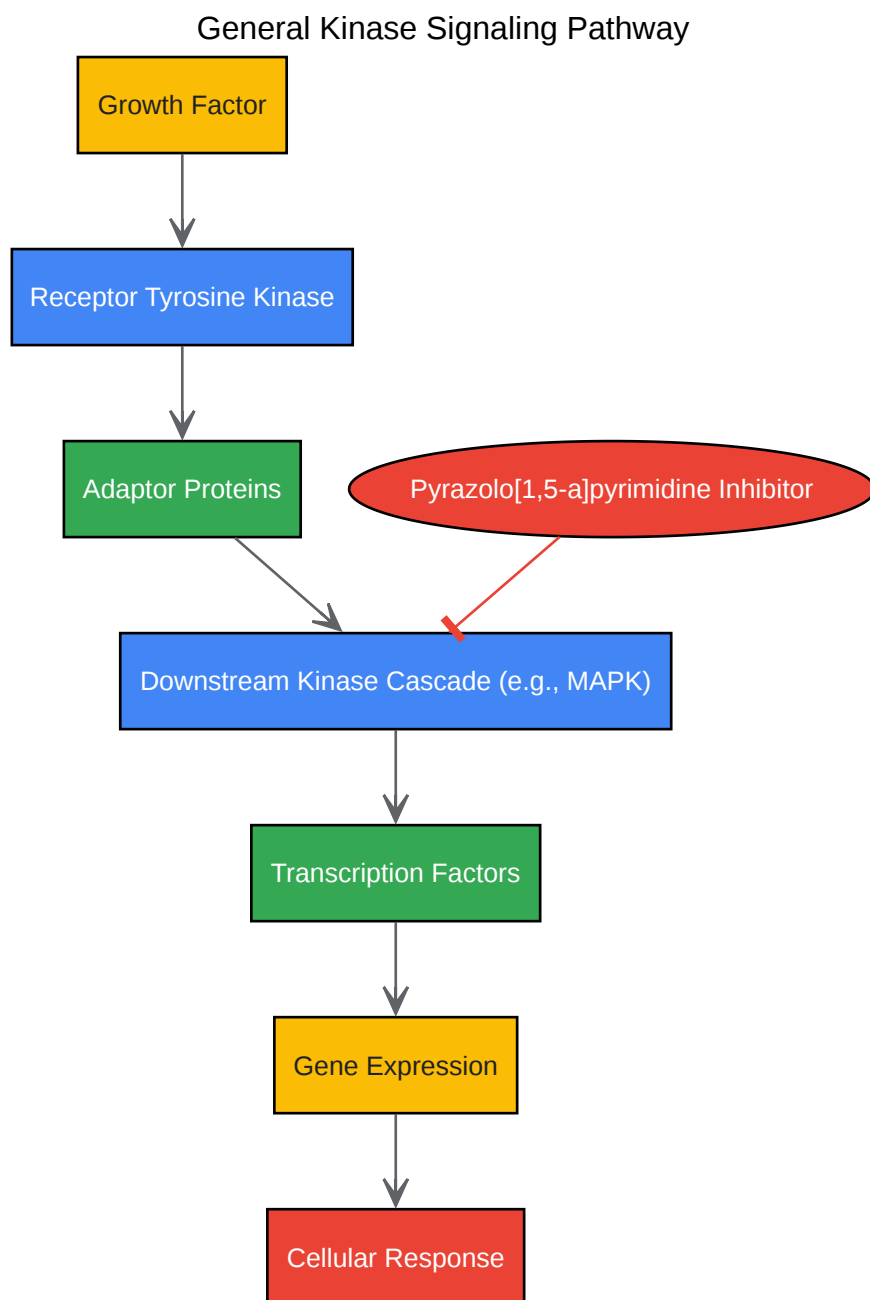 General Kinase Signaling Pathway
Growth Factor
Receptor Tyrosine Kinase
Adaptor Proteins
Pyrazolo[1,5-a]pyrimidine Inhibitor
Downstream Kinase Cascade (e.g., MAPK)
Transcription Factors
Gene Expression
Cellular Response